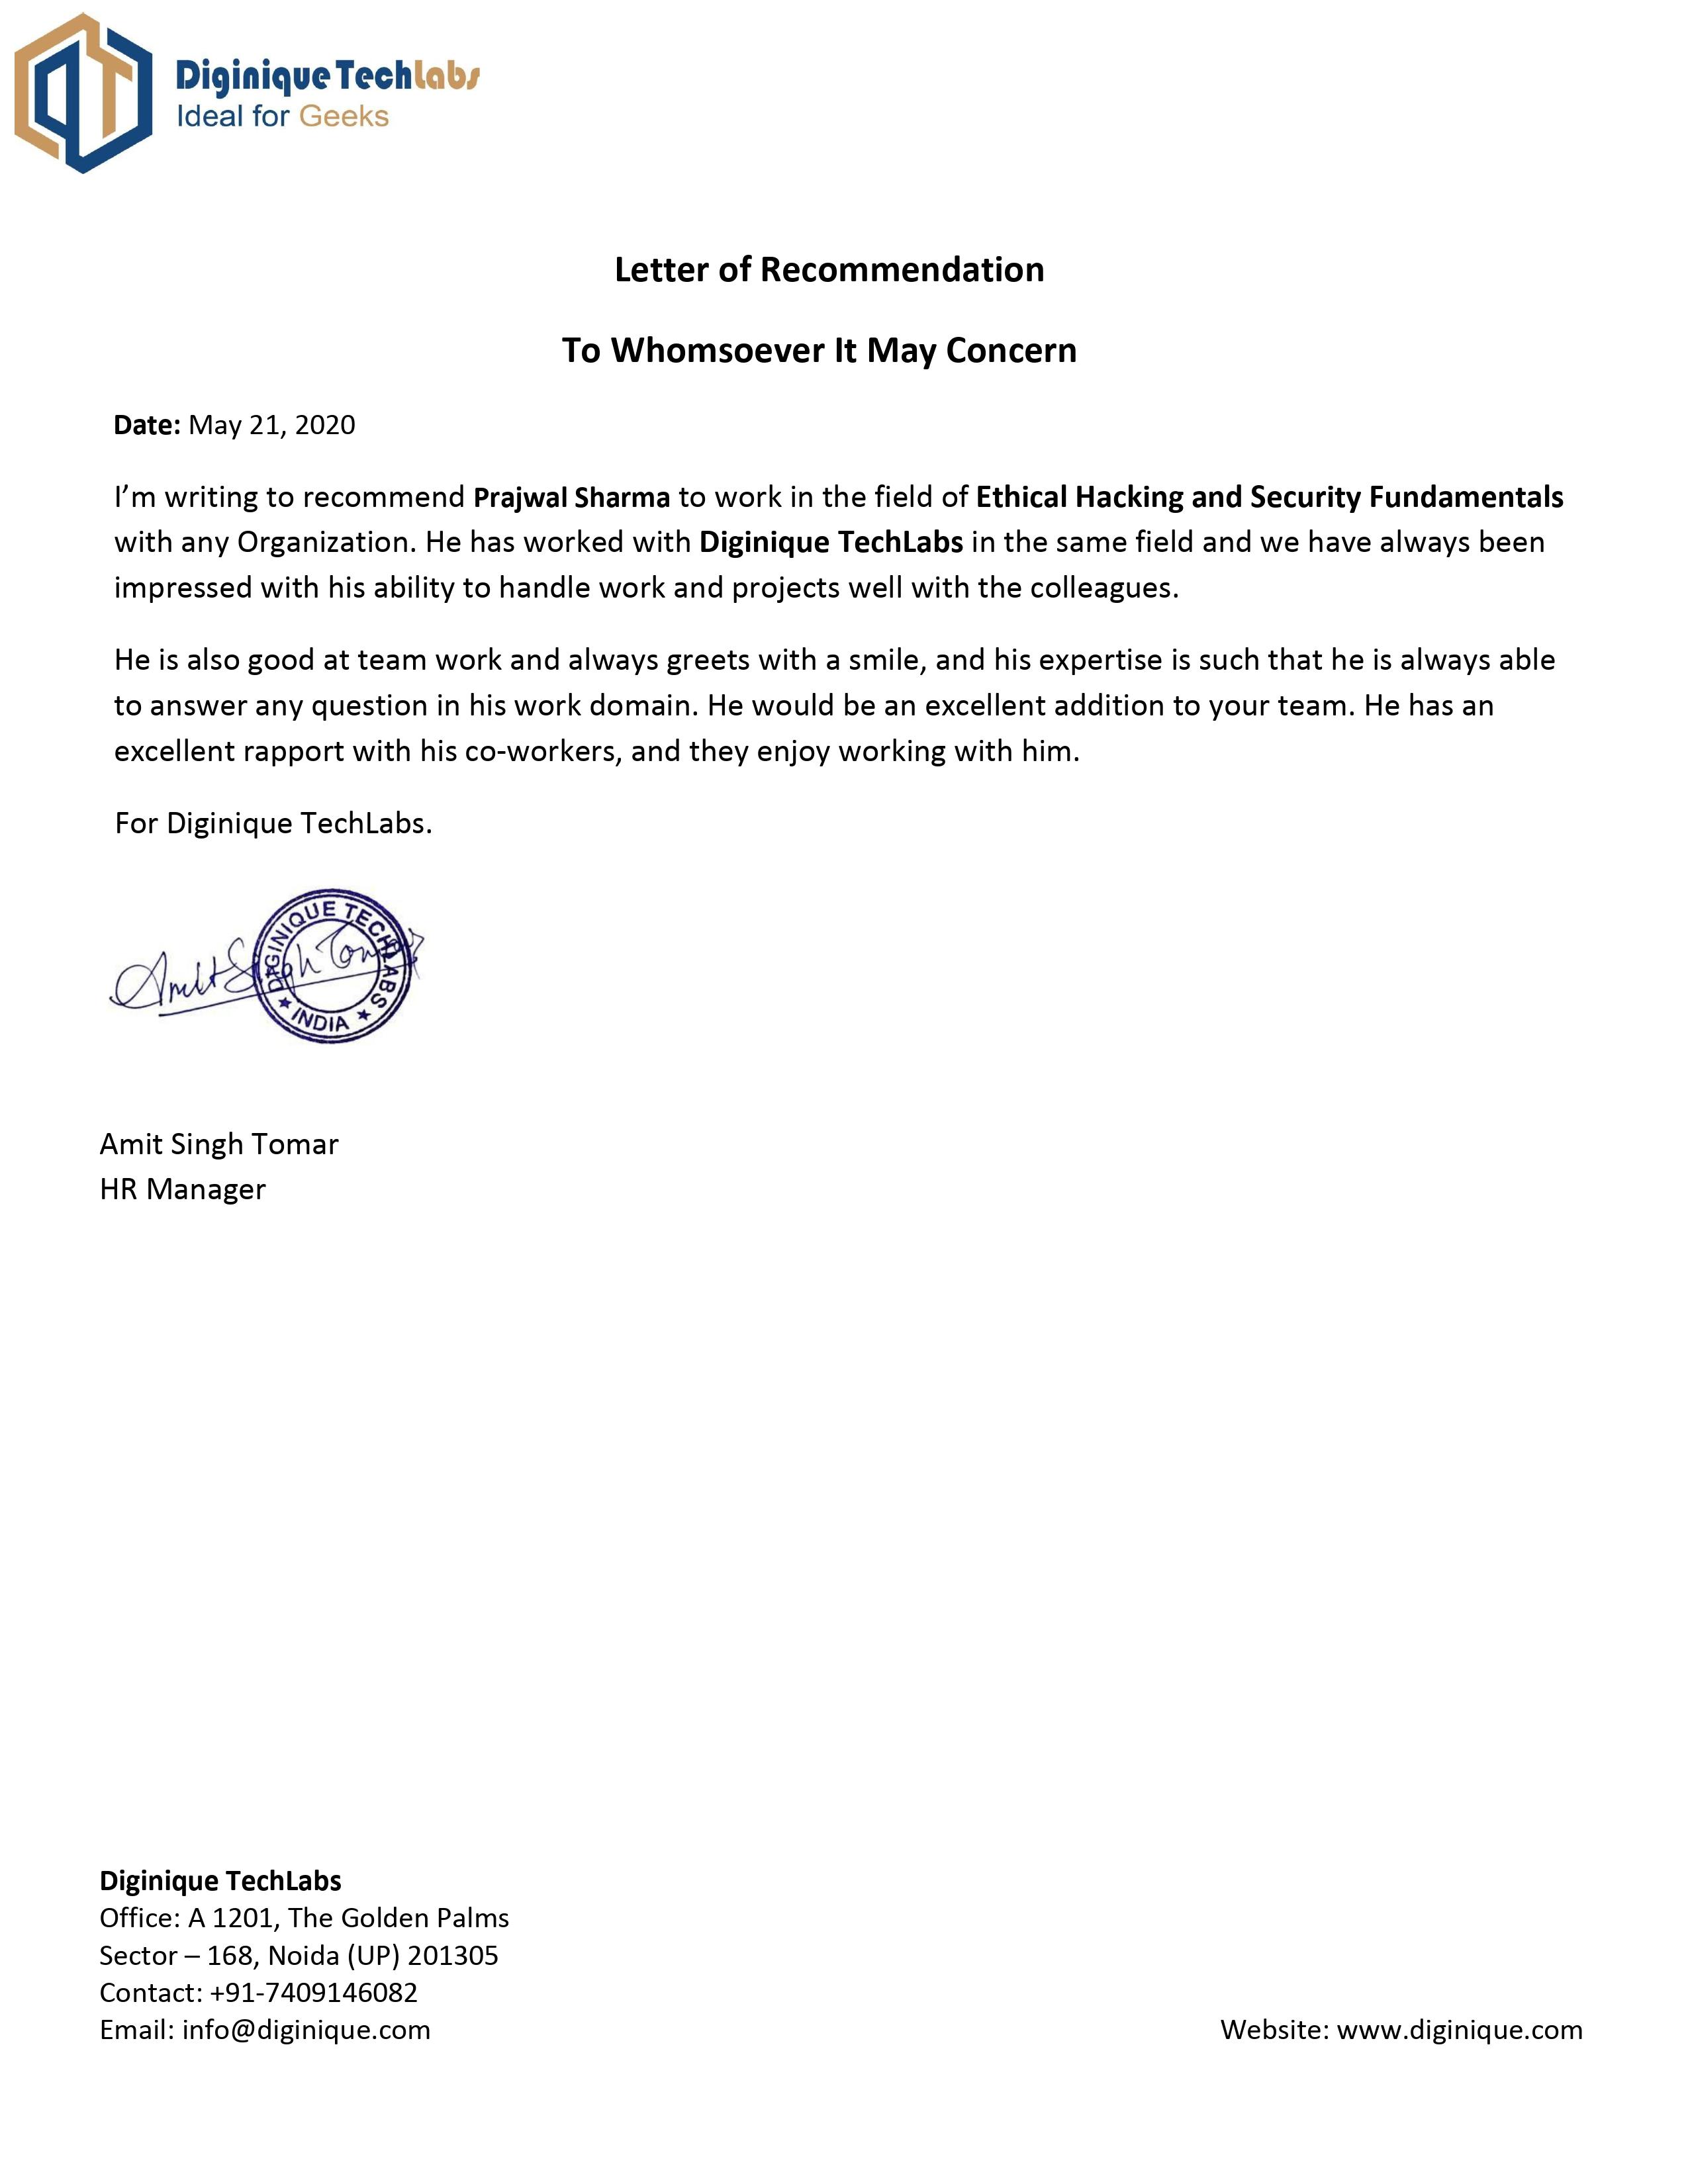 Diginique TechLabs
Ideal for Geeks
Letter of Recommendation
To Whomsoever It May Concern
Date: May 21, 2020
I’m writing to recommend Prajwal Sharma to work in the field of Ethical Hacking and Security Fundamentals
with any Organization. He has worked with Diginique TechLabs in the same field and we have always been
impressed with his ability to handle work and projects well with the colleagues.
He is also good at team work and always greets with a smile, and his expertise is such that he is always able
to answer any question in his work domain. He would be an excellent addition to your team. He has an
excellent rapport with his co-workers, and they enjoy working with him.
For Diginique TechLabs.
Amit Singh Tomar
DIGINIQUE TECHLABS
★ INDIA ★
Amit Singh Tomar
HR Manager
Diginique TechLabs
Office: A 1201, The Golden Palms
Sector – 168, Noida (UP) 201305
Contact: +91-7409146082
Email: info@diginique.com
Website: www.diginique.com